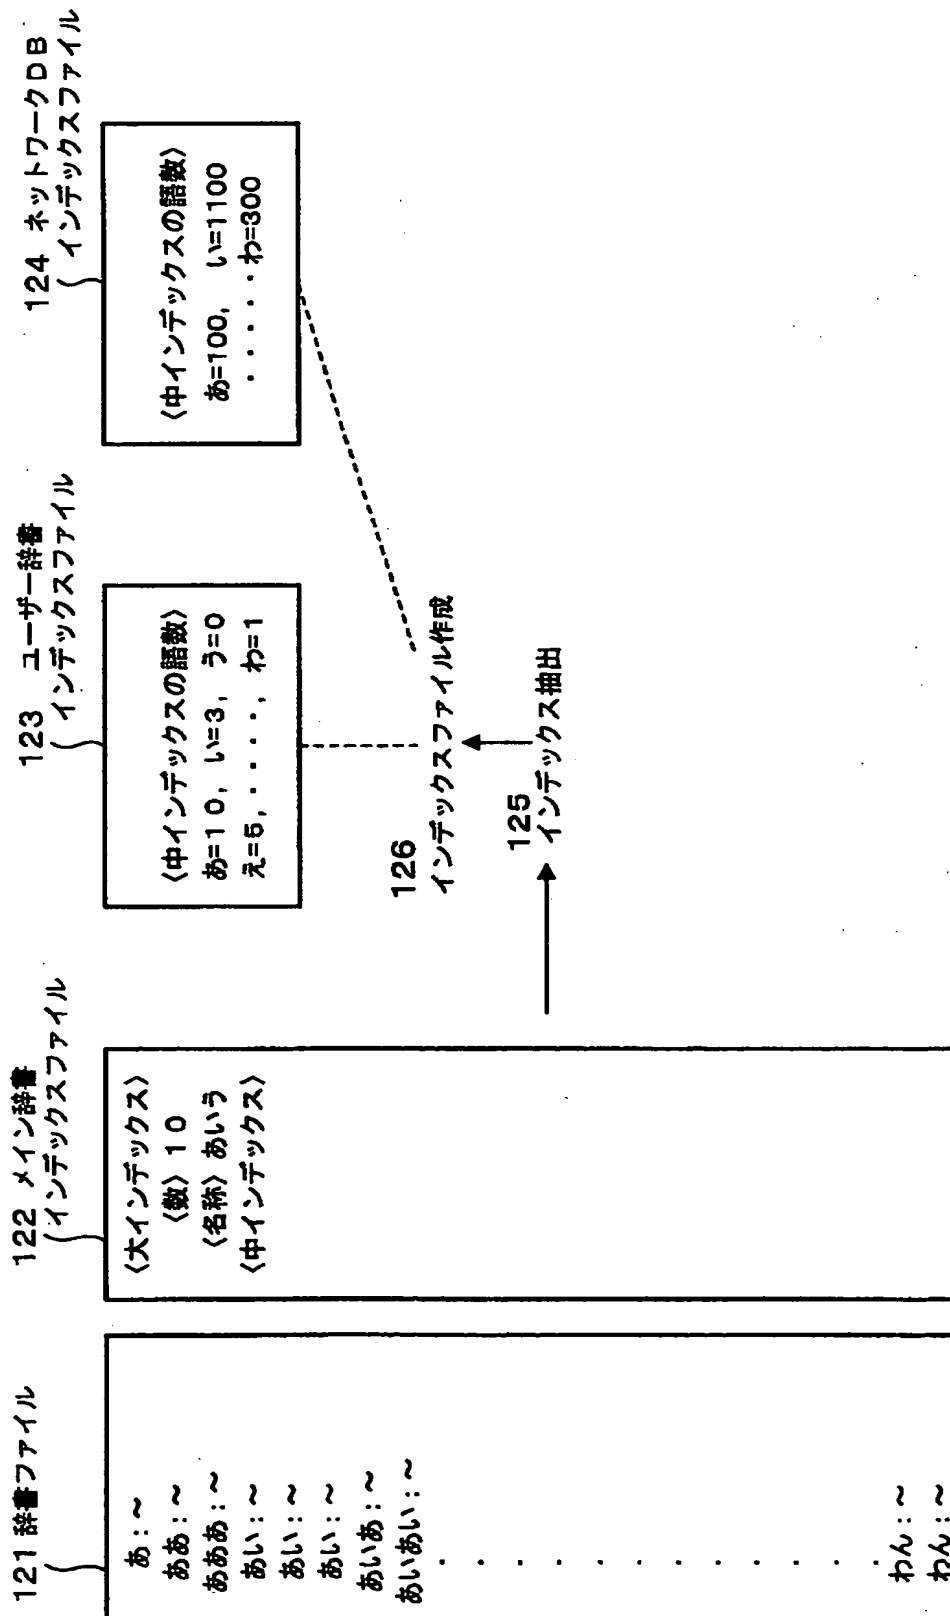 121 辞書ファイル
あ：～
ああ：～
あああ：～
あい：～
あい：～
あい：～
あいあ：～
あいあい：～
・・・・・・・・・・・・
わん：～
わん：～
122 メイン辞書
インデックスファイル
〈大インデックス〉
〈数〉10
〈名称〉あいう
〈中インデックス〉
123 ユーザー辞書
インデックスファイル
〈中インデックスの語数〉
あ=10, い=3, う=0
え=5,・・・・・, わ=1
124 ネットワークDB
インデックスファイル
〈中インデックスの語数〉
あ=100, い=1100
・・・・・・わ=300
126
インデックスファイル作成
125
インデックス抽出